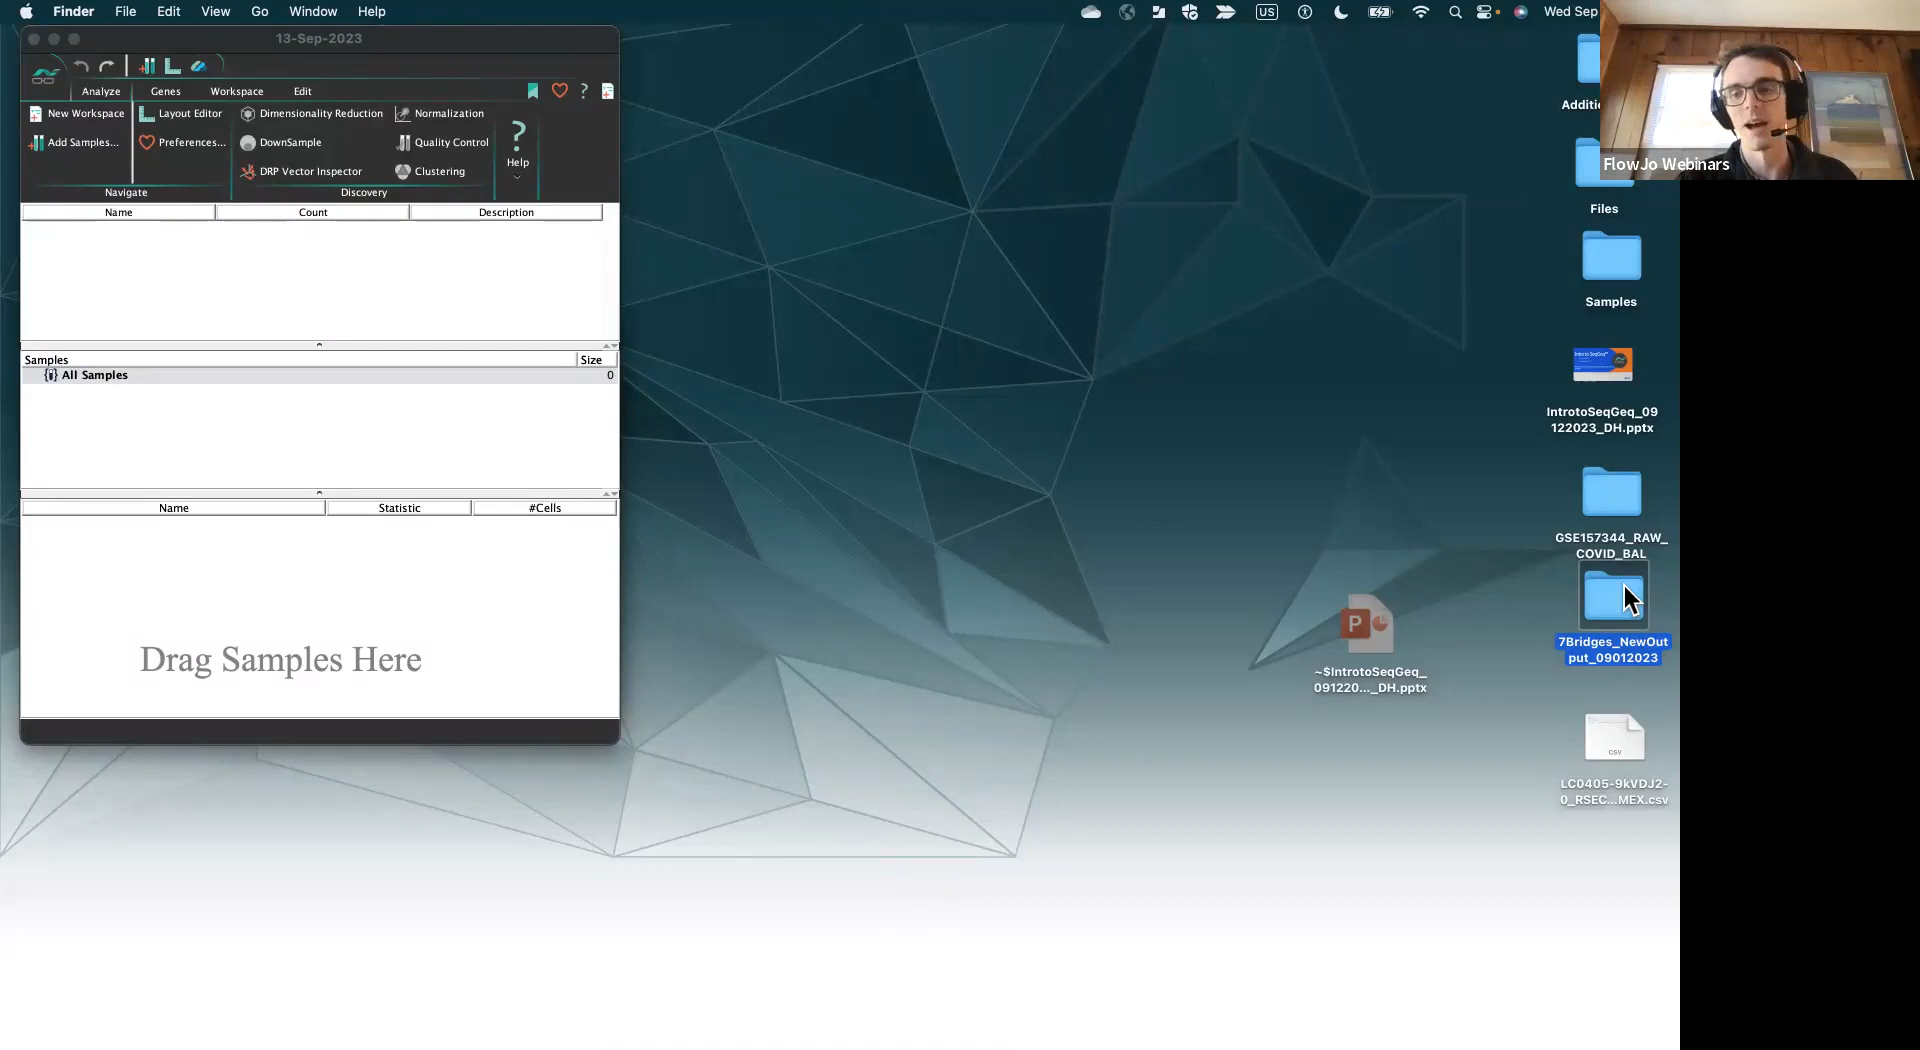 Finder File Edit View Go Window Help
US
Wed Sep
13-Sep-2023
Analyze Genes Workspace Edit
?
New Workspace Layout Editor Dimensionality Reduction Normalization
Add Samples... Preferences... DownSample Quality Control
DRP Vector Inspector Clustering
?
Help
Navigate Discovery
Name Count Description
Samples Size
All Samples 0
Name Statistic #Cells
Drag Samples Here
FlowJo Webinars
Files
Samples
IntrotoSeqGeq_09
122023_DH.pptx
GSE157344_RAW_
COVID_BAL
7Bridges_NewOut
put_09012023
P
~$IntrotoSeqGeq_
091220..._DH.pptx
CSV
LC0405-9kVDJ2-
0_RSEC...MEX.csv